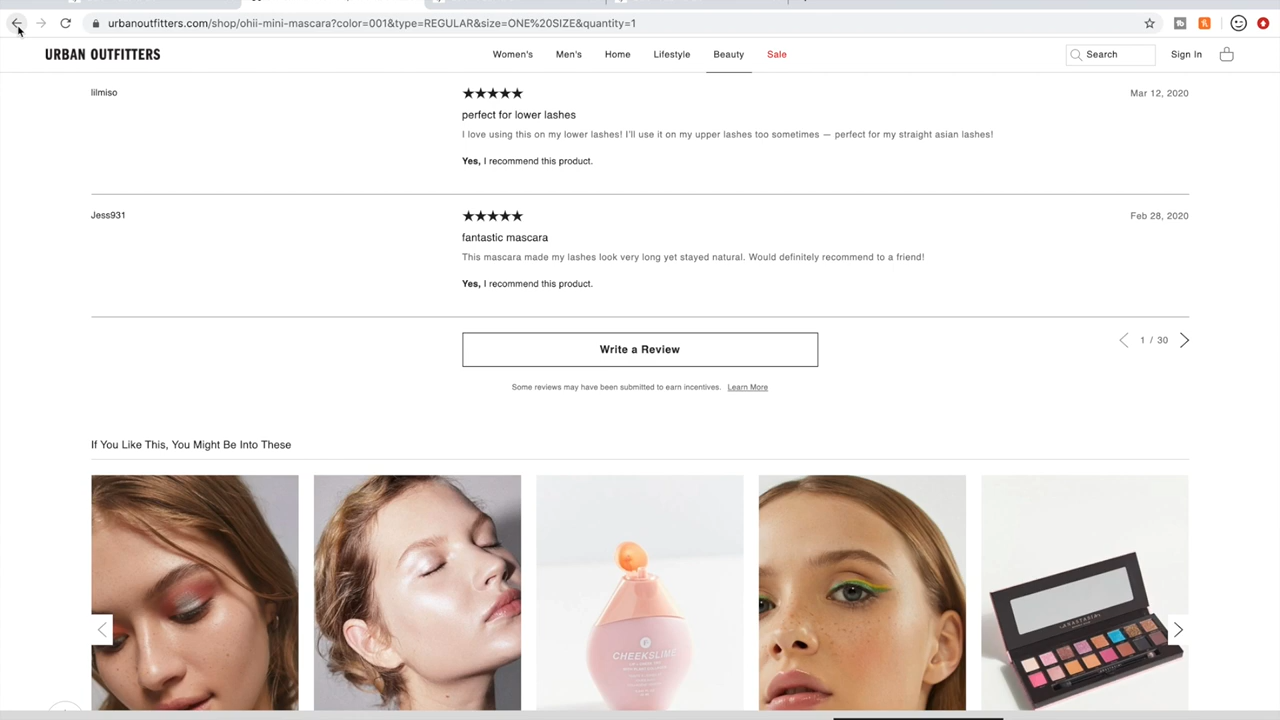 urbanoutfitters.com/shop/ohii-mini-mascara?color=001&type=REGULAR&size=ONE%20SIZE&quantity=1
URBAN OUTFITTERS
Women's Men's Home Lifestyle Beauty Sale
Search
Sign In
lilmiso
★★★★★
Mar 12, 2020
perfect for lower lashes
I love using this on my lower lashes! I'll use it on my upper lashes too sometimes — perfect for my straight asian lashes!
Yes, I recommend this product.
Jess931
★★★★★
Feb 28, 2020
fantastic mascara
This mascara made my lashes look very long yet stayed natural. Would definitely recommend to a friend!
Yes, I recommend this product.
Write a Review
1 / 30
Some reviews may have been submitted to earn incentives. Learn More
If You Like This, You Might Be Into These
CHEEKSLIME
ANASTASIA